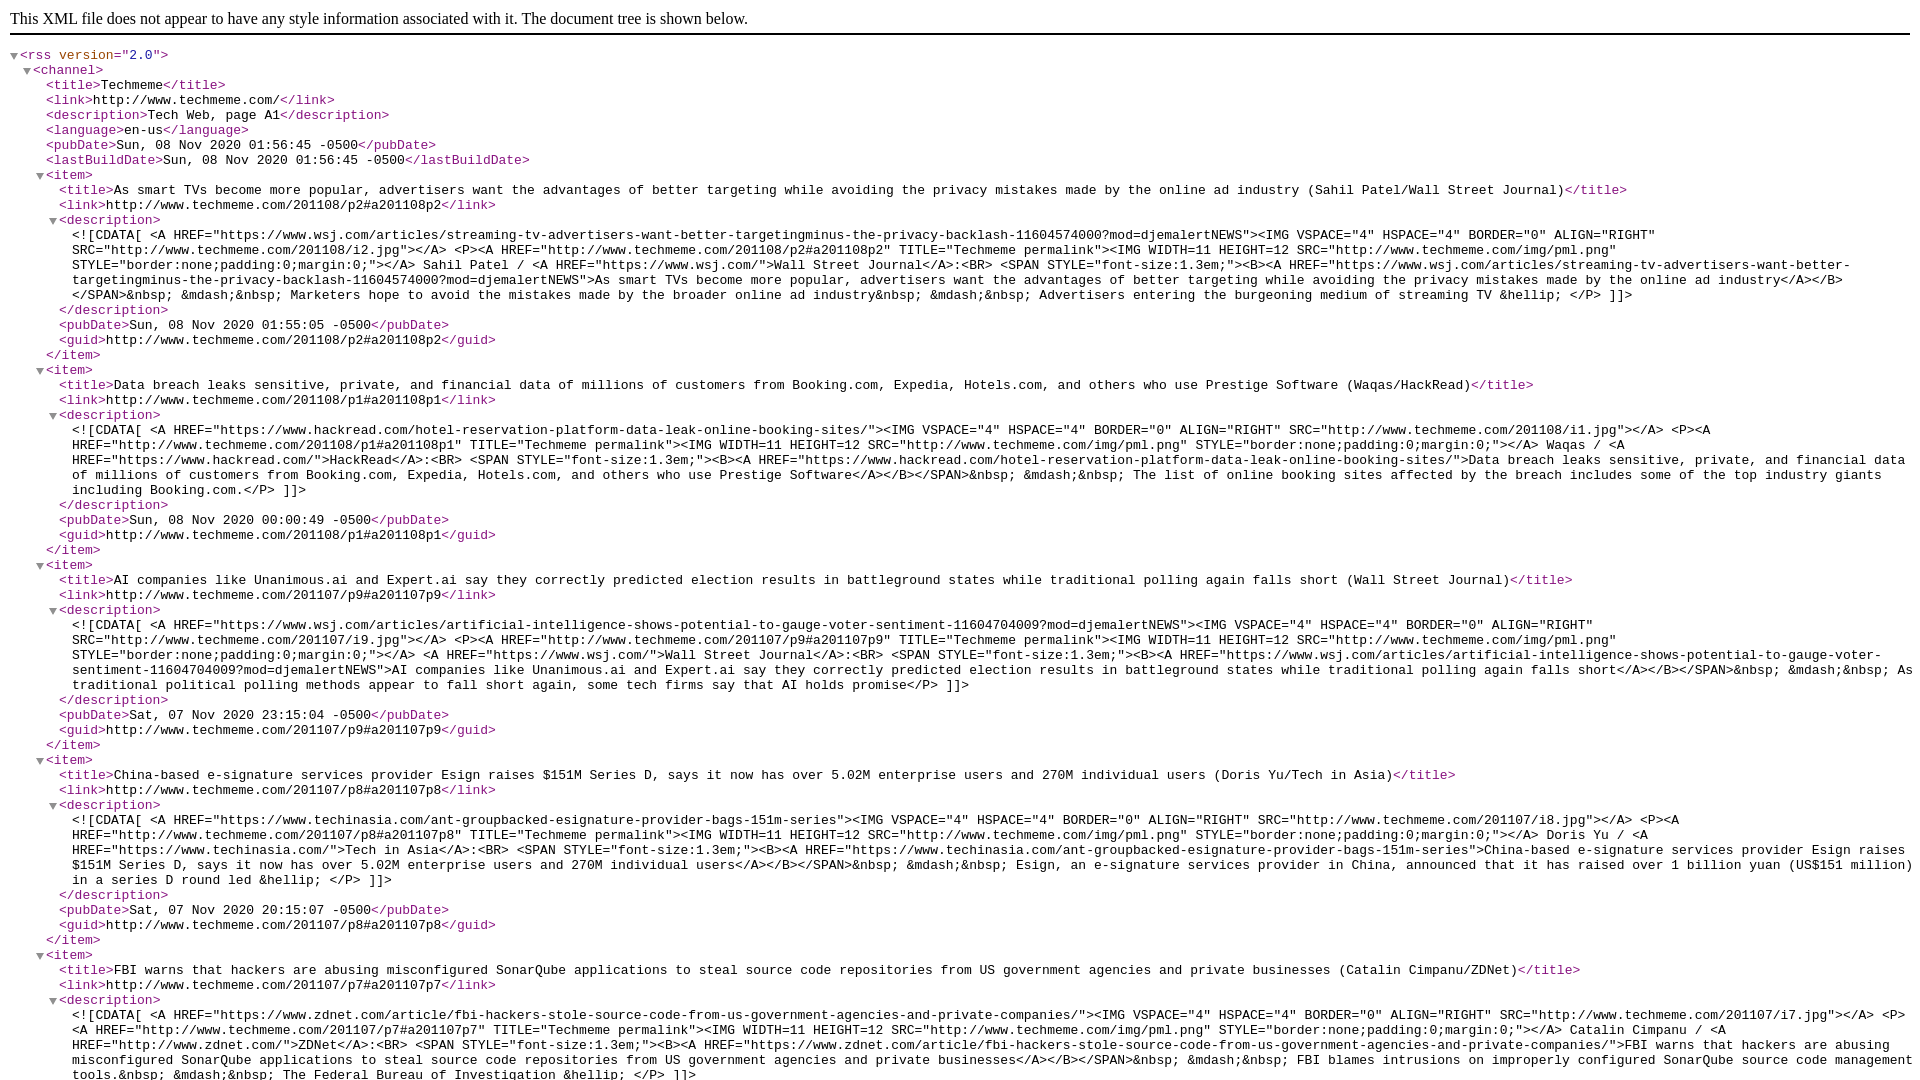 This XML file does not appear to have any style information associated with it. The document tree is shown below.
<rss version="2.0">
<channel>
<title>Techmeme</title>
<link>http://www.techmeme.com/</link>
<description>Tech Web, page A1</description>
<language>en-us</language>
<pubDate>Sun, 08 Nov 2020 01:56:45 -0500</pubDate>
<lastBuildDate>Sun, 08 Nov 2020 01:56:45 -0500</lastBuildDate>
<item>
<title>As smart TVs become more popular, advertisers want the advantages of better targeting while avoiding the privacy mistakes made by the online ad industry (Sahil Patel/Wall Street Journal)</title>
<link>http://www.techmeme.com/201108/p2#a201108p2</link>
<description>
<![CDATA[ <A HREF="https://www.wsj.com/articles/streaming-tv-advertisers-want-better-targetingminus-the-privacy-backlash-11604574000?mod=djemalertNEWS"><IMG VSPACE="4" HSPACE="4" BORDER="0" ALIGN="RIGHT"
SRC="http://www.techmeme.com/201108/i2.jpg"></A> <P><A HREF="http://www.techmeme.com/201108/p2#a201108p2" TITLE="Techmeme permalink"><IMG WIDTH=11 HEIGHT=12 SRC="http://www.techmeme.com/img/pml.png"
STYLE="border:none;padding:0;margin:0;"></A> Sahil Patel / <A HREF="https://www.wsj.com/">Wall Street Journal</A>:<BR> <SPAN STYLE="font-size:1.3em;"><B><A HREF="https://www.wsj.com/articles/streaming-tv-advertisers-want-better-
targetingminus-the-privacy-backlash-11604574000?mod=djemalertNEWS">As smart TVs become more popular, advertisers want the advantages of better targeting while avoiding the privacy mistakes made by the online ad industry</A></B>
</SPAN>&nbsp; &mdash;&nbsp; Marketers hope to avoid the mistakes made by the broader online ad industry&nbsp; &mdash;&nbsp; Advertisers entering the burgeoning medium of streaming TV &hellip; </P> ]]>
</description>
<pubDate>Sun, 08 Nov 2020 01:55:05 -0500</pubDate>
<guid>http://www.techmeme.com/201108/p2#a201108p2</guid>
</item>
<item>
<title>Data breach leaks sensitive, private, and financial data of millions of customers from Booking.com, Expedia, Hotels.com, and others who use Prestige Software (Waqas/HackRead)</title>
<link>http://www.techmeme.com/201108/p1#a201108p1</link>
<description>
<![CDATA[ <A HREF="https://www.hackread.com/hotel-reservation-platform-data-leak-online-booking-sites/"><IMG VSPACE="4" HSPACE="4" BORDER="0" ALIGN="RIGHT" SRC="http://www.techmeme.com/201108/i1.jpg"></A> <P><A
HREF="http://www.techmeme.com/201108/p1#a201108p1" TITLE="Techmeme permalink"><IMG WIDTH=11 HEIGHT=12 SRC="http://www.techmeme.com/img/pml.png" STYLE="border:none;padding:0;margin:0;"></A> Waqas / <A
HREF="https://www.hackread.com/">HackRead</A>:<BR> <SPAN STYLE="font-size:1.3em;"><B><A HREF="https://www.hackread.com/hotel-reservation-platform-data-leak-online-booking-sites/">Data breach leaks sensitive, private, and financial data
of millions of customers from Booking.com, Expedia, Hotels.com, and others who use Prestige Software</A></B></SPAN>&nbsp; &mdash;&nbsp; The list of online booking sites affected by the breach includes some of the top industry giants
including Booking.com.</P> ]]>
</description>
<pubDate>Sun, 08 Nov 2020 00:00:49 -0500</pubDate>
<guid>http://www.techmeme.com/201108/p1#a201108p1</guid>
</item>
<item>
<title>AI companies like Unanimous.ai and Expert.ai say they correctly predicted election results in battleground states while traditional polling again falls short (Wall Street Journal)</title>
<link>http://www.techmeme.com/201107/p9#a201107p9</link>
<description>
<![CDATA[ <A HREF="https://www.wsj.com/articles/artificial-intelligence-shows-potential-to-gauge-voter-sentiment-11604704009?mod=djemalertNEWS"><IMG VSPACE="4" HSPACE="4" BORDER="0" ALIGN="RIGHT"
SRC="http://www.techmeme.com/201107/i9.jpg"></A> <P><A HREF="http://www.techmeme.com/201107/p9#a201107p9" TITLE="Techmeme permalink"><IMG WIDTH=11 HEIGHT=12 SRC="http://www.techmeme.com/img/pml.png"
STYLE="border:none;padding:0;margin:0;"></A> <A HREF="https://www.wsj.com/">Wall Street Journal</A>:<BR> <SPAN STYLE="font-size:1.3em;"><B><A HREF="https://www.wsj.com/articles/artificial-intelligence-shows-potential-to-gauge-voter-
sentiment-11604704009?mod=djemalertNEWS">AI companies like Unanimous.ai and Expert.ai say they correctly predicted election results in battleground states while traditional polling again falls short</A></B></SPAN>&nbsp; &mdash;&nbsp; As
traditional political polling methods appear to fall short again, some tech firms say that AI holds promise</P> ]]>
</description>
<pubDate>Sat, 07 Nov 2020 23:15:04 -0500</pubDate>
<guid>http://www.techmeme.com/201107/p9#a201107p9</guid>
</item>
<item>
<title>China-based e-signature services provider Esign raises $151M Series D, says it now has over 5.02M enterprise users and 270M individual users (Doris Yu/Tech in Asia)</title>
<link>http://www.techmeme.com/201107/p8#a201107p8</link>
<description>
<![CDATA[ <A HREF="https://www.techinasia.com/ant-groupbacked-esignature-provider-bags-151m-series"><IMG VSPACE="4" HSPACE="4" BORDER="0" ALIGN="RIGHT" SRC="http://www.techmeme.com/201107/i8.jpg"></A> <P><A
HREF="http://www.techmeme.com/201107/p8#a201107p8" TITLE="Techmeme permalink"><IMG WIDTH=11 HEIGHT=12 SRC="http://www.techmeme.com/img/pml.png" STYLE="border:none;padding:0;margin:0;"></A> Doris Yu / <A
HREF="https://www.techinasia.com/">Tech in Asia</A>:<BR> <SPAN STYLE="font-size:1.3em;"><B><A HREF="https://www.techinasia.com/ant-groupbacked-esignature-provider-bags-151m-series">China-based e-signature services provider Esign raises
$151M Series D, says it now has over 5.02M enterprise users and 270M individual users</A></B></SPAN>&nbsp; &mdash;&nbsp; Esign, an e-signature services provider in China, announced that it has raised over 1 billion yuan (US$151 million)
in a series D round led &hellip; </P> ]]>
</description>
<pubDate>Sat, 07 Nov 2020 20:15:07 -0500</pubDate>
<guid>http://www.techmeme.com/201107/p8#a201107p8</guid>
</item>
<item>
<title>FBI warns that hackers are abusing misconfigured SonarQube applications to steal source code repositories from US government agencies and private businesses (Catalin Cimpanu/ZDNet)</title>
<link>http://www.techmeme.com/201107/p7#a201107p7</link>
<description>
<![CDATA[ <A HREF="https://www.zdnet.com/article/fbi-hackers-stole-source-code-from-us-government-agencies-and-private-companies/"><IMG VSPACE="4" HSPACE="4" BORDER="0" ALIGN="RIGHT" SRC="http://www.techmeme.com/201107/i7.jpg"></A> <P>
<A HREF="http://www.techmeme.com/201107/p7#a201107p7" TITLE="Techmeme permalink"><IMG WIDTH=11 HEIGHT=12 SRC="http://www.techmeme.com/img/pml.png" STYLE="border:none;padding:0;margin:0;"></A> Catalin Cimpanu / <A
HREF="http://www.zdnet.com/">ZDNet</A>:<BR> <SPAN STYLE="font-size:1.3em;"><B><A HREF="https://www.zdnet.com/article/fbi-hackers-stole-source-code-from-us-government-agencies-and-private-companies/">FBI warns that hackers are abusing
misconfigured SonarQube applications to steal source code repositories from US government agencies and private businesses</A></B></SPAN>&nbsp; &mdash;&nbsp; FBI blames intrusions on improperly configured SonarQube source code management
tools.&nbsp; &mdash;&nbsp; The Federal Bureau of Investigation &hellip; </P> ]]>